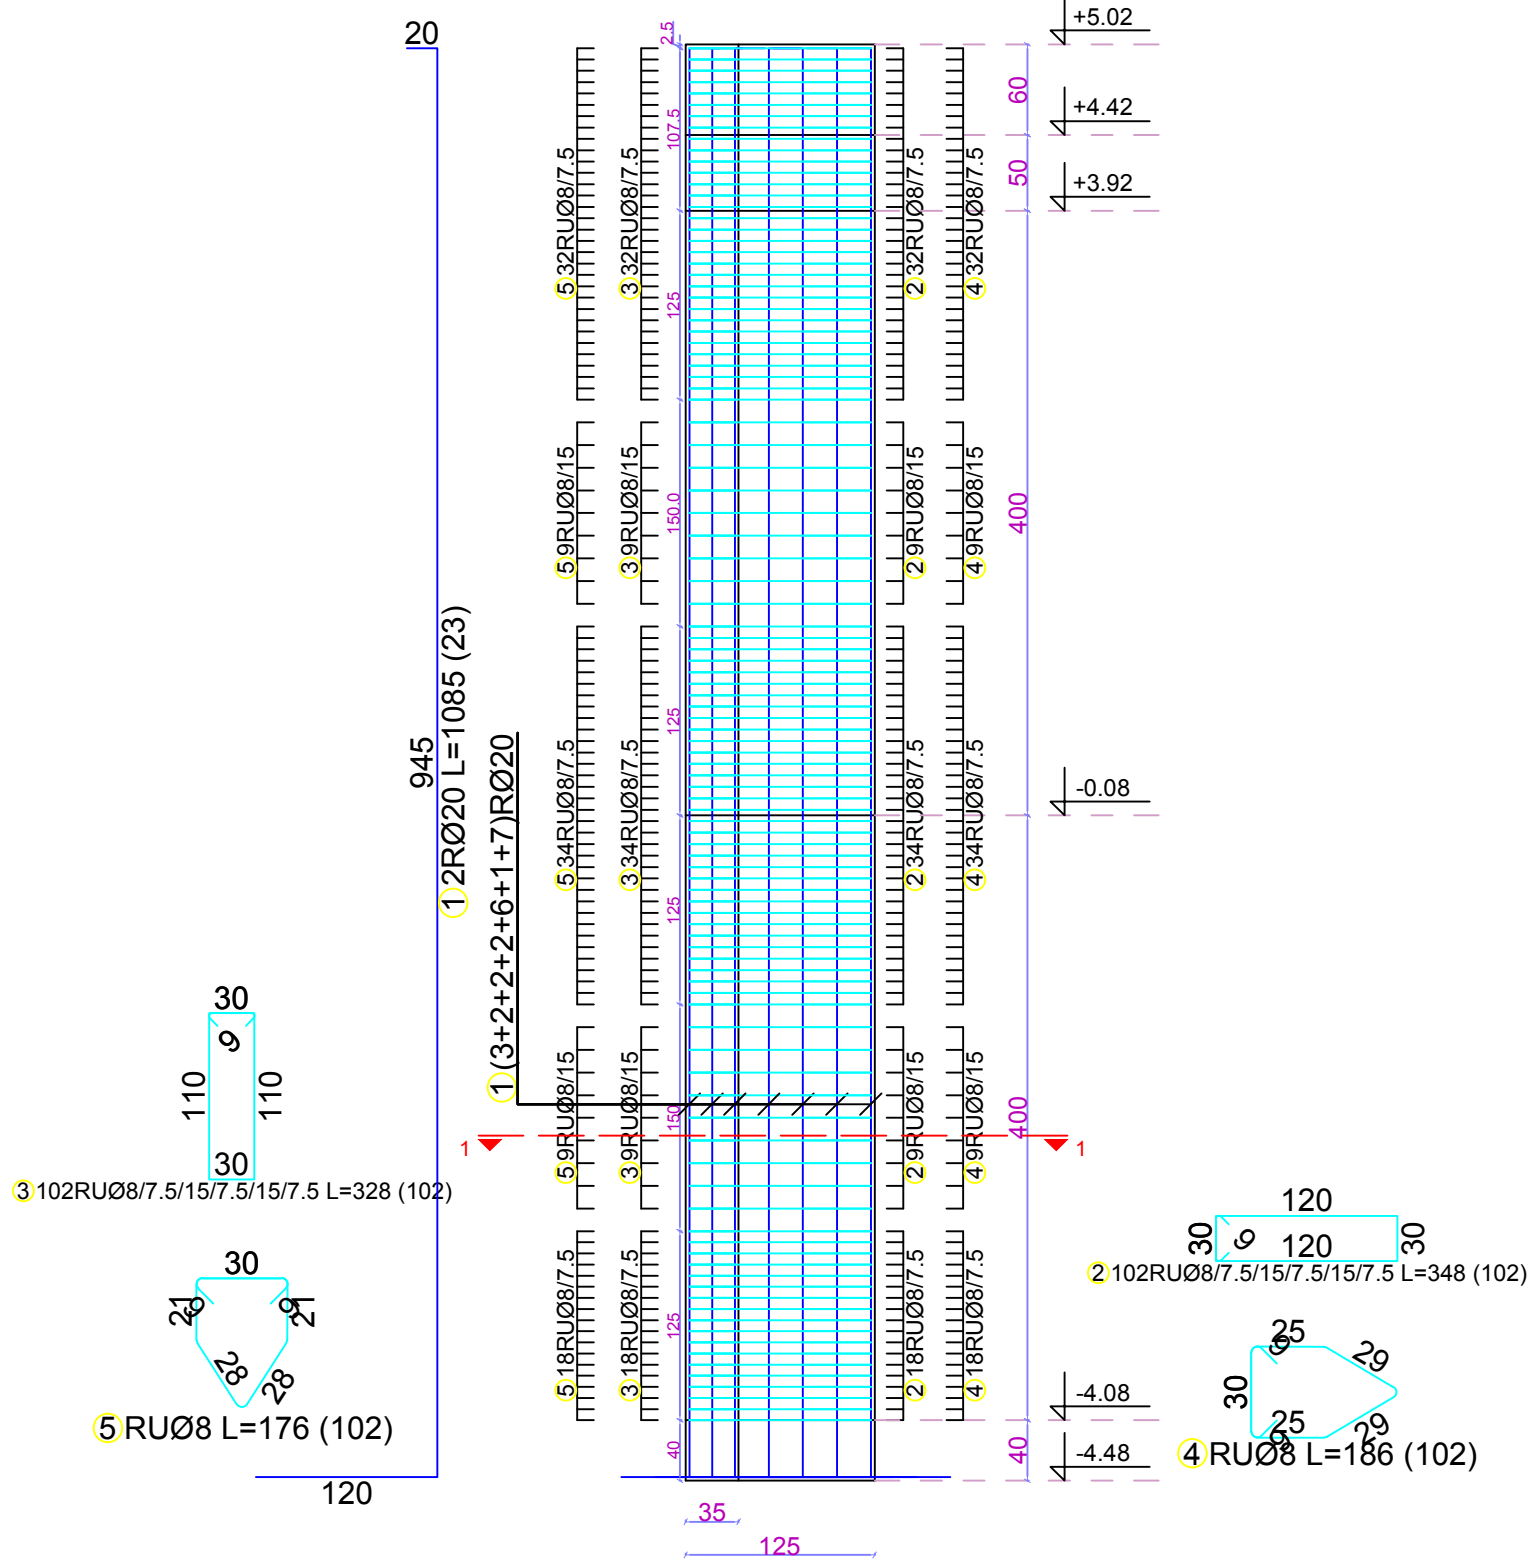 20
945
120
① 2RØ20 L=1085 (23)
① (3+2+2+2+6+1+7)RØ20
30
9
110
110
30
③ 102RUØ8/7.5/15/7.5/15/7.5 L=328 (102)
30
21
9
9
21
28
28
⑤ RUØ8 L=176 (102)
⑤ 32RUØ8/7.5
③ 32RUØ8/7.5
② 32RUØ8/7.5
④ 32RUØ8/7.5
⑤ 9RUØ8/15
③ 9RUØ8/15
② 9RUØ8/15
④ 9RUØ8/15
⑤ 34RUØ8/7.5
③ 34RUØ8/7.5
② 34RUØ8/7.5
④ 34RUØ8/7.5
⑤ 9RUØ8/15
③ 9RUØ8/15
② 9RUØ8/15
④ 9RUØ8/15
⑤ 18RUØ8/7.5
③ 18RUØ8/7.5
② 18RUØ8/7.5
④ 18RUØ8/7.5
2.5
107.5
125
150.0
125
125
150
125
40
1
1
35
125
60
50
400
400
40
+5.02
+4.42
+3.92
-0.08
-4.08
-4.48
120
30
9
120
30
② 102RUØ8/7.5/15/7.5/15/7.5 L=348 (102)
25
9
29
30
25
9
29
④ RUØ8 L=186 (102)